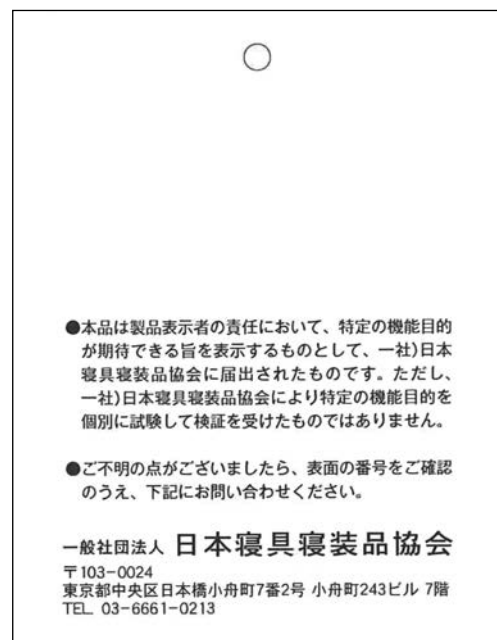 ●本品は製品表示者の責任において、特定の機能目的
が期待できる旨を表示するものとして、一社)日本
寝具寝装品協会に届出されたものです。ただし、
一社)日本寝具寝装品協会により特定の機能目的を
個別に試験して検証を受けたものではありません。
●ご不明の点がございましたら、表面の番号をご確認
のうえ、下記にお問い合わせください。
一般社団法人 日本寝具寝装品協会
〒103-0024
東京都中央区日本橋小舟町7番2号 小舟町243ビル 7階
TEL 03-6661-0213